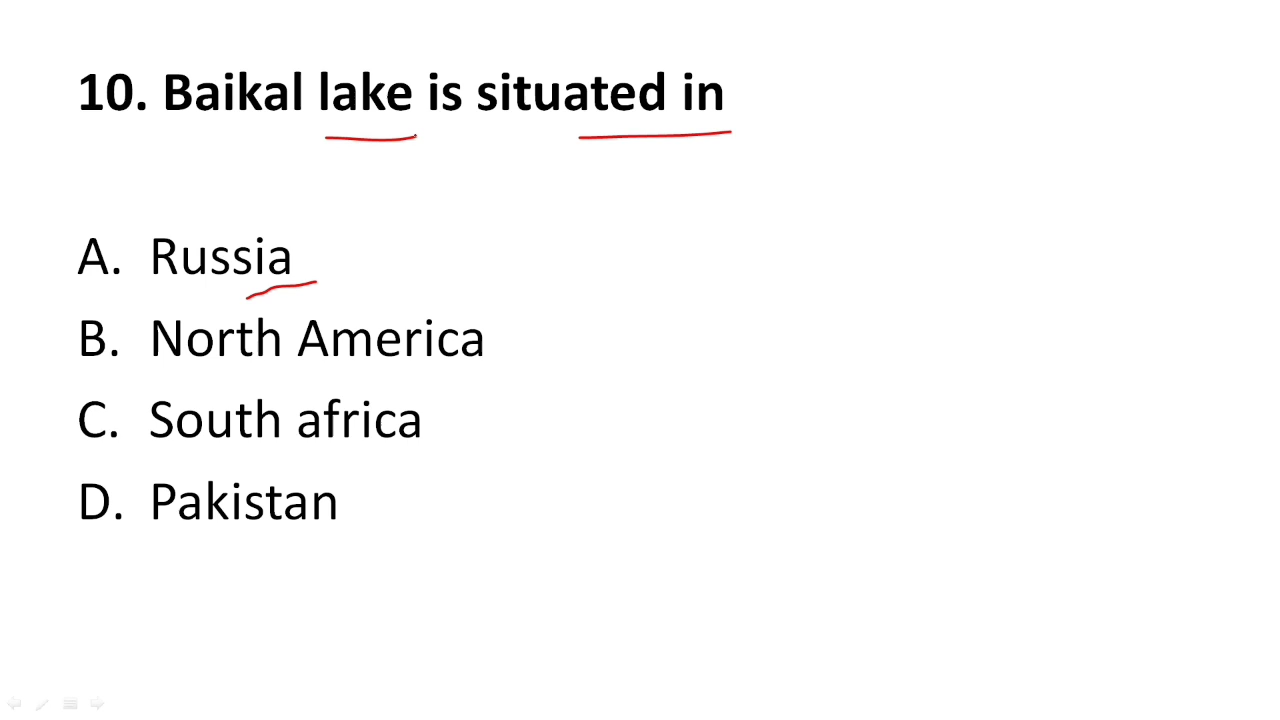 10. Baikal lake is situated in
A. Russia
B. North America
C. South africa
D. Pakistan